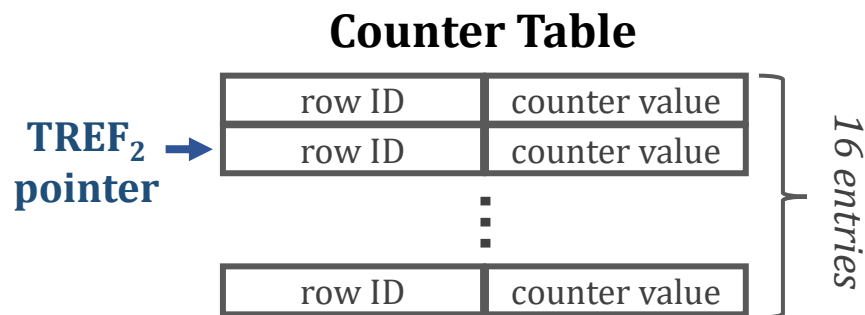 Counter Table
row ID counter value
TREF₂ pointer
row ID counter value
row ID counter value
16 entries